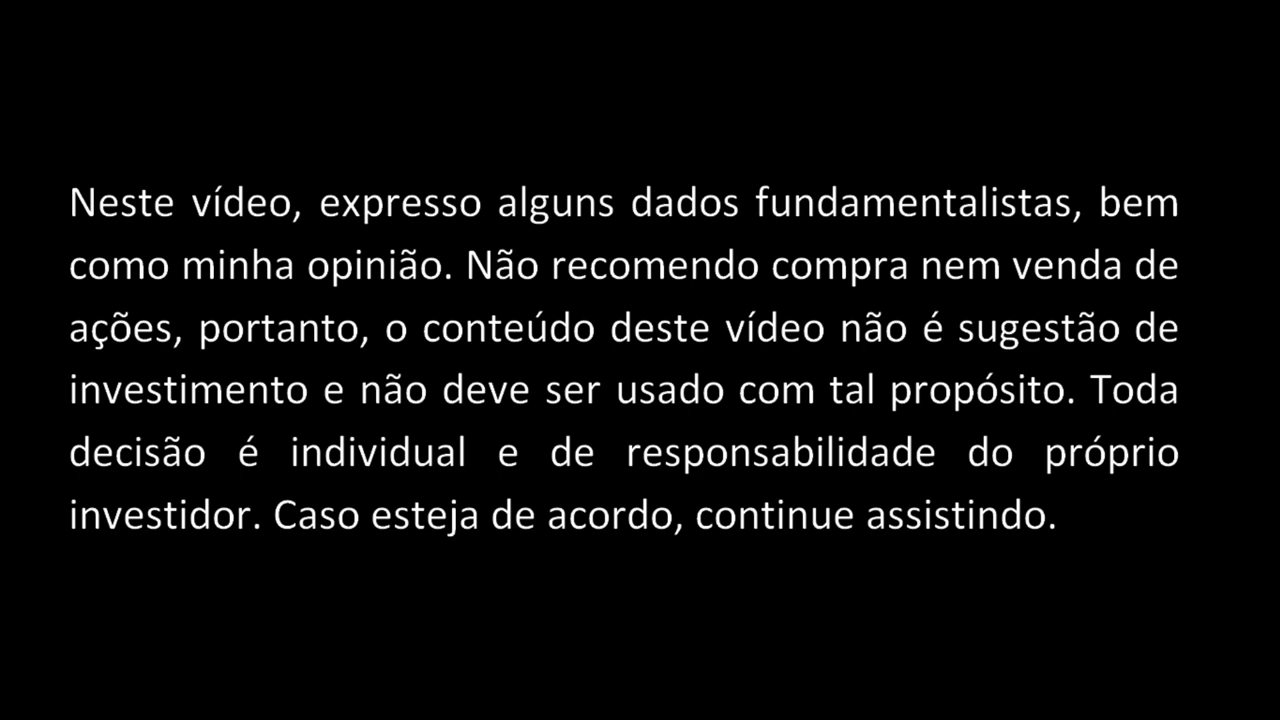 Neste vídeo, expresso alguns dados fundamentalistas, bem
como minha opinião. Não recomendo compra nem venda de
ações, portanto, o conteúdo deste vídeo não é sugestão de
investimento e não deve ser usado com tal propósito. Toda
decisão é individual e de responsabilidade do próprio
investidor. Caso esteja de acordo, continue assistindo.